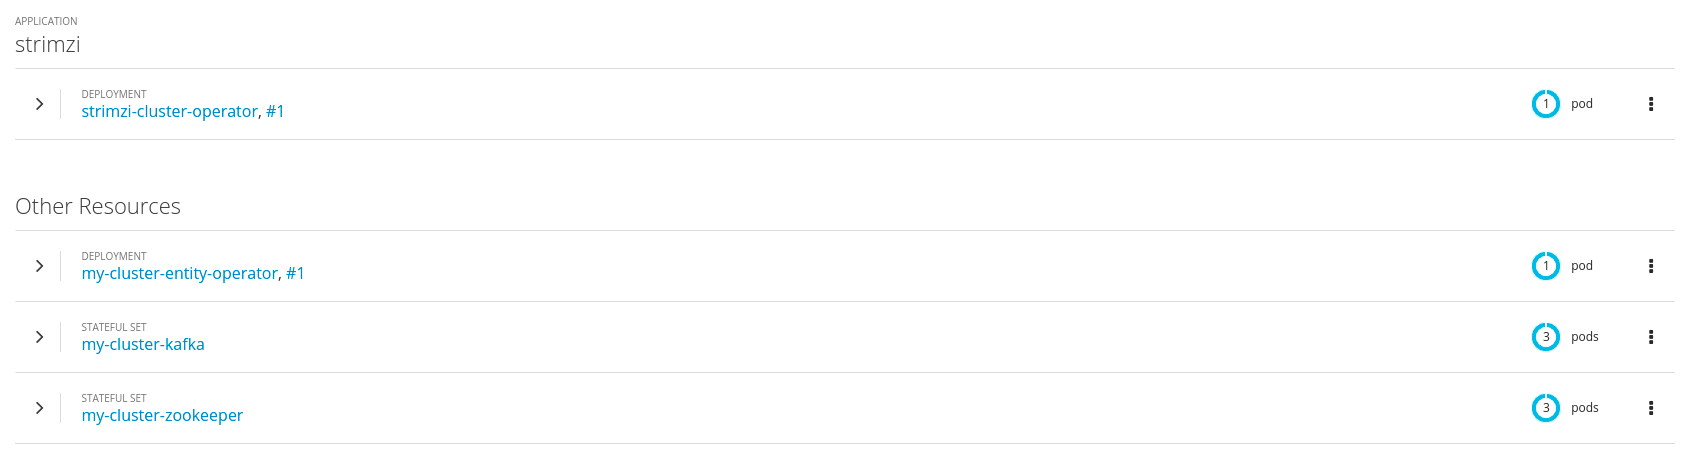 APPLICATION
strimzi
DEPLOYMENT
strimzi-cluster-operator, #1
1 pod
Other Resources
DEPLOYMENT
my-cluster-entity-operator, #1
1 pod
STATEFUL SET
my-cluster-kafka
3 pods
STATEFUL SET
my-cluster-zookeeper
3 pods